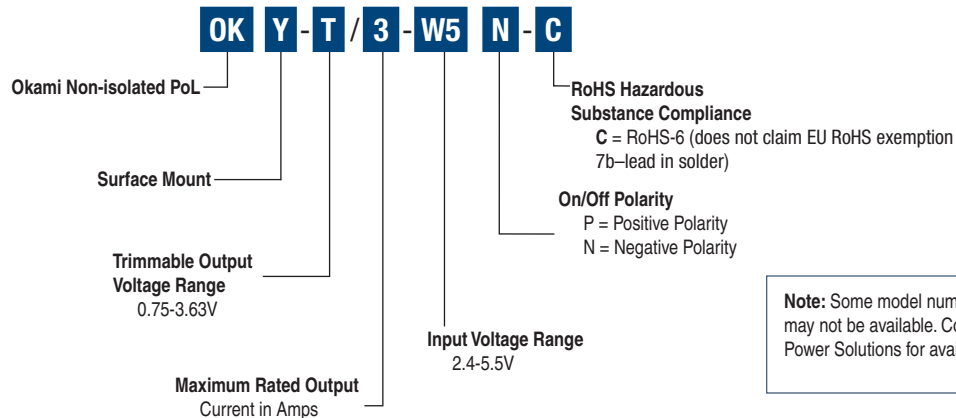 OK Y - T / 3 - W5 N - C
Okami Non-isolated PoL
RoHS Hazardous
Substance Compliance
C = RoHS-6 (does not claim EU RoHS exemption
7b–lead in solder)
Surface Mount
On/Off Polarity
P = Positive Polarity
N = Negative Polarity
Trimmable Output
Voltage Range
0.75-3.63V
Input Voltage Range
2.4-5.5V
Maximum Rated Output
Current in Amps
Note: Some model
may not be available.
Power Solutions for